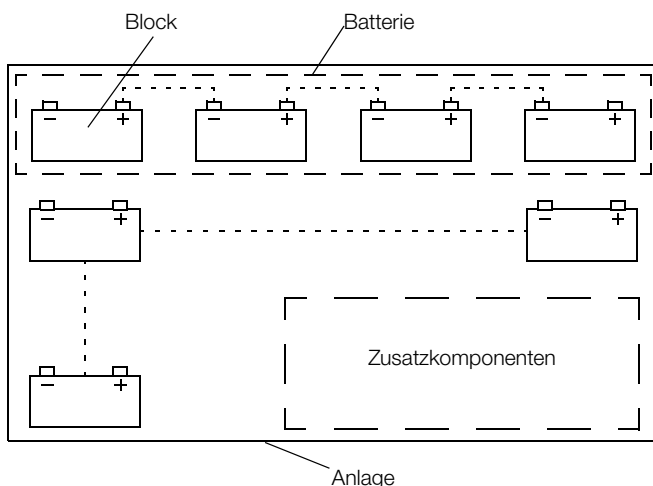 Block
Batterie
− + − + − + − +
− + − +
Zusatzkomponenten
− +
Anlage